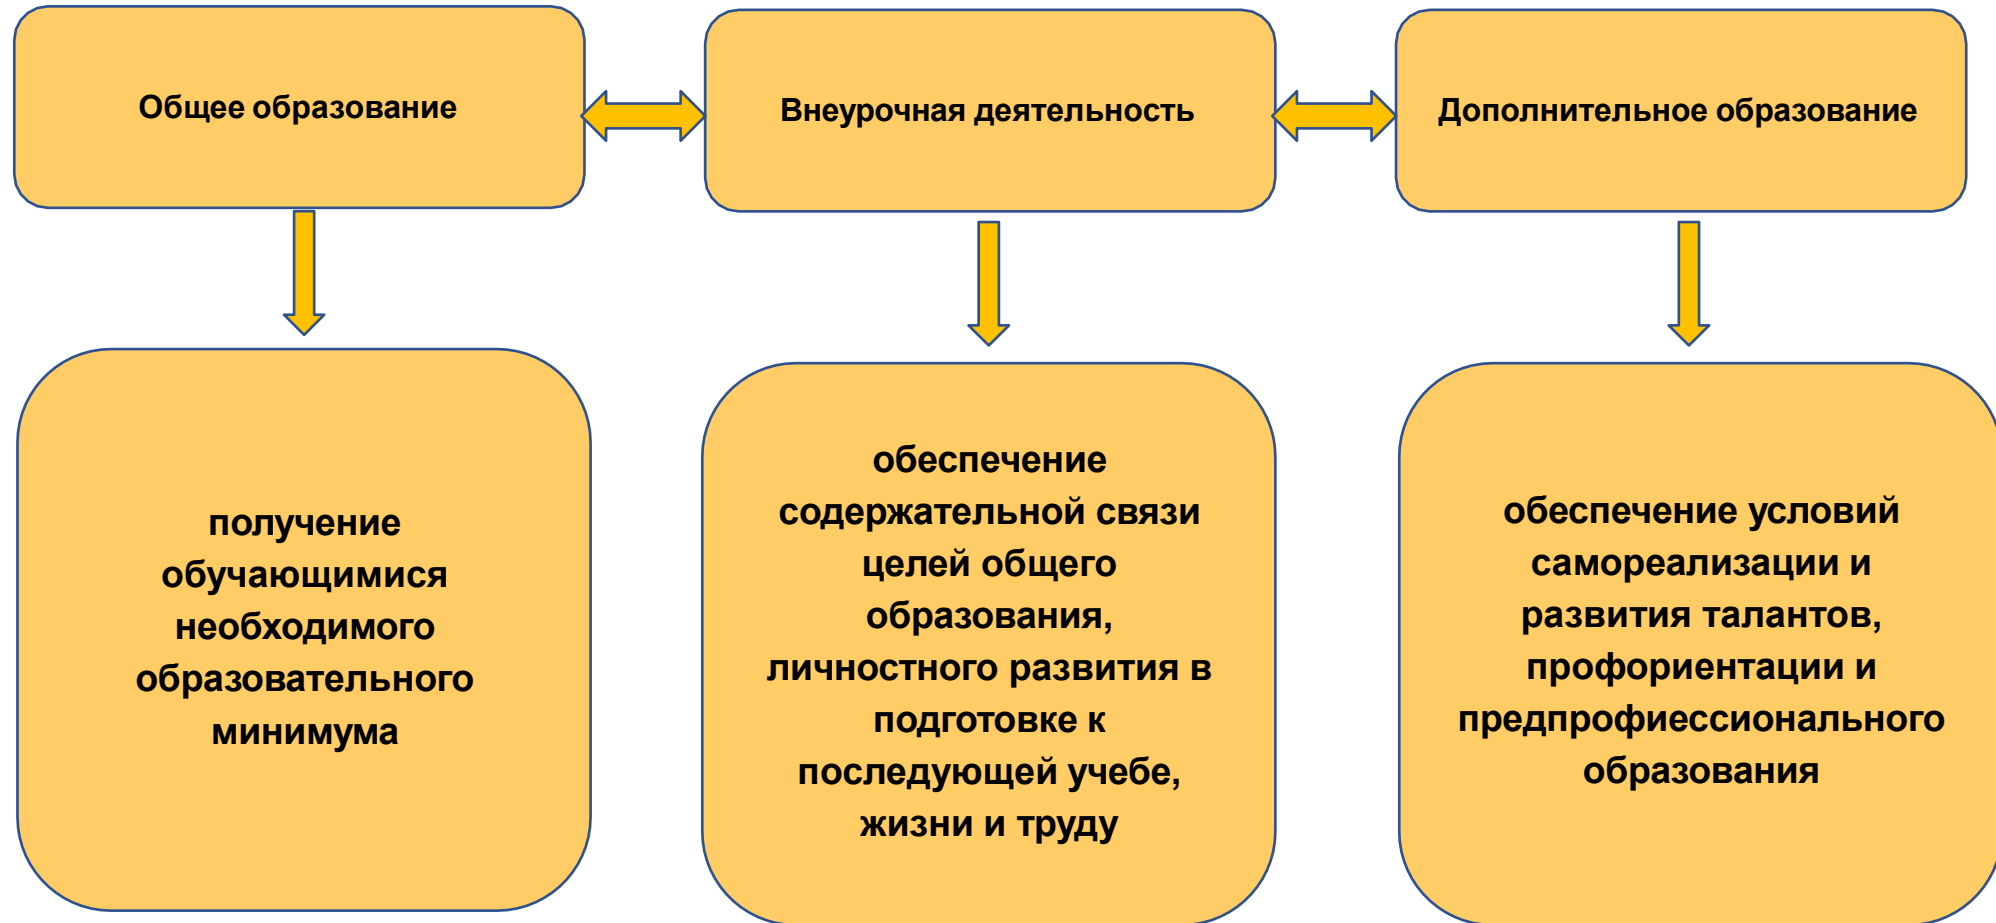 Общее образование
Внеурочная деятельность
Дополнительное образование
получение
обучающимися
необходимого
образовательного
минимума
обеспечение
содержательной связи
целей общего
образования,
личностного развития в
подготовке к
последующей учебе,
жизни и труду
обеспечение условий
самореализации и
развития талантов,
профориентации и
предпрофиессионального
образования